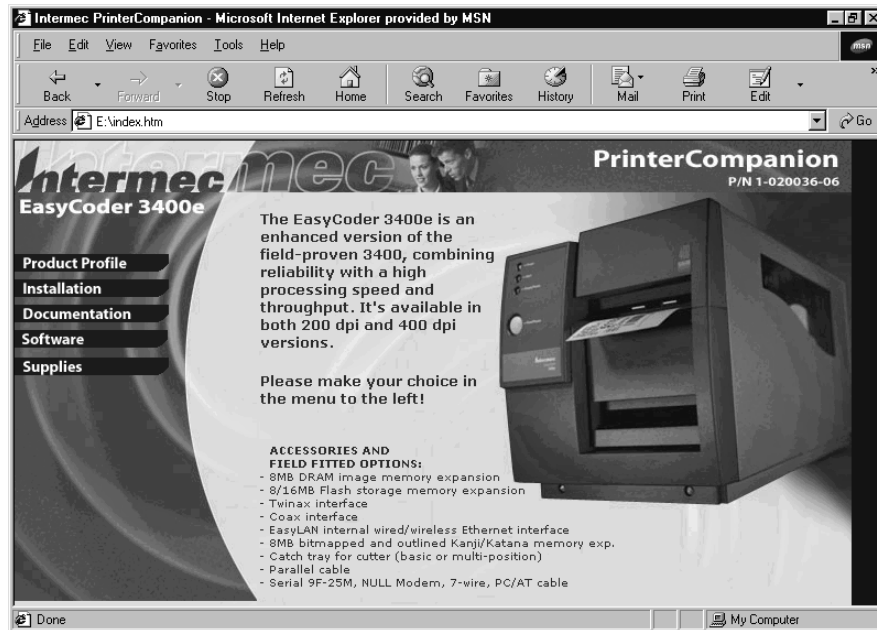 Intermec PrinterCompanion - Microsoft Internet Explorer provided by MSN
File Edit View Favorites Tools Help
msn
Back Forward Stop Refresh Home Search Favorites History Mail Print Edit »
Address E:\index.htm Go
Intermec
Intermec
EasyCoder 3400e
PrinterCompanion
P/N 1-020036-06
Product Profile
Installation
Documentation
Software
Supplies
The EasyCoder 3400e is an
enhanced version of the
field-proven 3400, combining
reliability with a high
processing speed and
throughput. It's available in
both 200 dpi and 400 dpi
versions.
Please make your choice in
the menu to the left!
ACCESSORIES AND
FIELD FITTED OPTIONS:
- 8MB DRAM image memory expansion
- 8/16MB Flash storage memory expansion
- Twinax interface
- Coax interface
- EasyLAN internal wired/wireless Ethernet interface
- 8MB bitmapped and outlined Kanji/Katana memory exp.
- Catch tray for cutter (basic or multi-position)
- Parallel cable
- Serial 9F-25M, NULL Modem, 7-wire, PC/AT cable
Done
My Computer